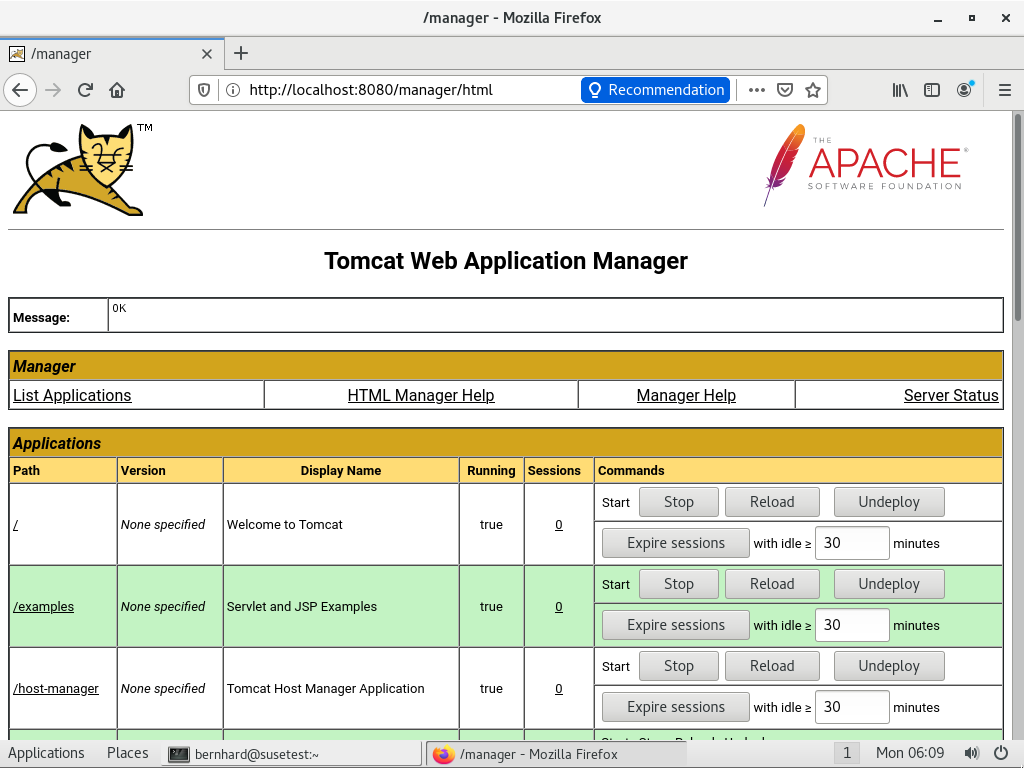 /manager - Mozilla Firefox
/manager
http://localhost:8080/manager/html
Recommendation
TM
THE
APACHE
SOFTWARE FOUNDATION
Tomcat Web Application Manager
Message:
OK
Manager
List Applications
HTML Manager Help
Manager Help
Server Status
Applications
Path Version Display Name Running Sessions Commands
/ None specified Welcome to Tomcat true 0
Start Stop Reload Undeploy
Expire sessions with idle ≥ 30 minutes
/examples None specified Servlet and JSP Examples true 0
Start Stop Reload Undeploy
Expire sessions with idle ≥ 30 minutes
/host-manager None specified Tomcat Host Manager Application true 0
Start Stop Reload Undeploy
Expire sessions with idle ≥ 30 minutes
Applications Places bernhard@susetest:~ /manager - Mozilla Firefox 1 Mon 06:09